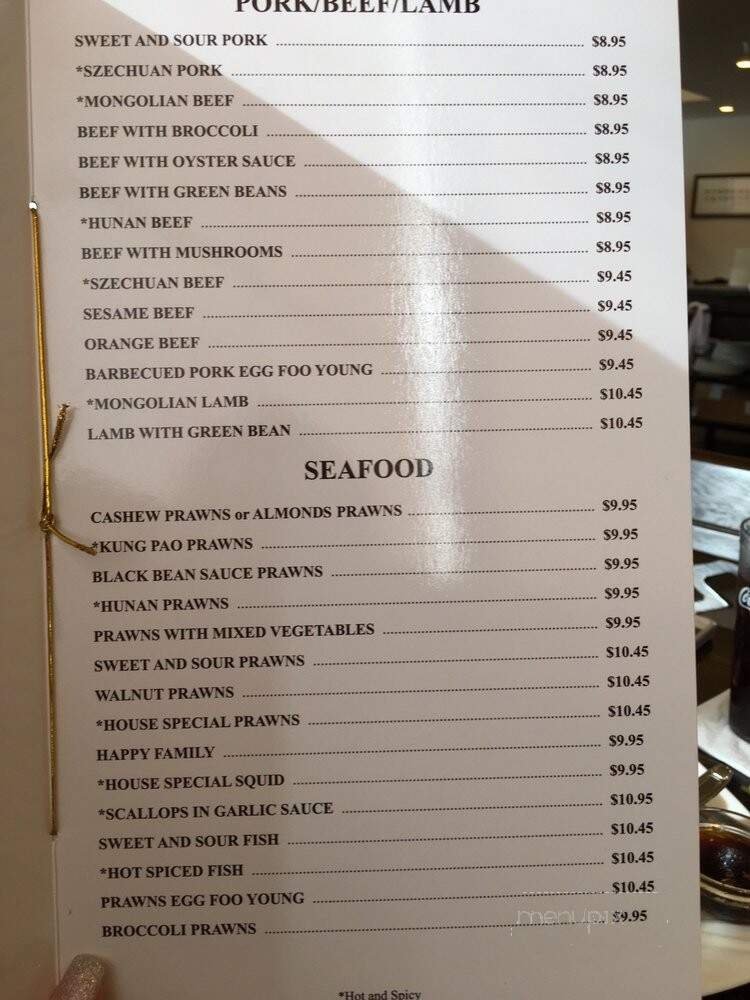 PORK/BEEF/LAMB
SWEET AND SOUR PORK $8.95
*SZECHUAN PORK $8.95
*MONGOLIAN BEEF $8.95
BEEF WITH BROCCOLI $8.95
BEEF WITH OYSTER SAUCE $8.95
BEEF WITH GREEN BEANS $8.95
*HUNAN BEEF $8.95
BEEF WITH MUSHROOMS $8.95
*SZECHUAN BEEF $9.45
SESAME BEEF $9.45
ORANGE BEEF $9.45
BARBECUED PORK EGG FOO YOUNG $9.45
*MONGOLIAN LAMB $10.45
LAMB WITH GREEN BEAN $10.45
SEAFOOD
CASHEW PRAWNS or ALMONDS PRAWNS $9.95
*KUNG PAO PRAWNS $9.95
BLACK BEAN SAUCE PRAWNS $9.95
*HUNAN PRAWNS $9.95
PRAWNS WITH MIXED VEGETABLES $9.95
SWEET AND SOUR PRAWNS $10.45
WALNUT PRAWNS $10.45
*HOUSE SPECIAL PRAWNS $10.45
HAPPY FAMILY $9.95
*HOUSE SPECIAL SQUID $9.95
*SCALLOPS IN GARLIC SAUCE $10.95
SWEET AND SOUR FISH $10.45
*HOT SPICED FISH $10.45
PRAWNS EGG FOO YOUNG $10.45
BROCCOLI PRAWNS $9.95
*Hot and Spicy